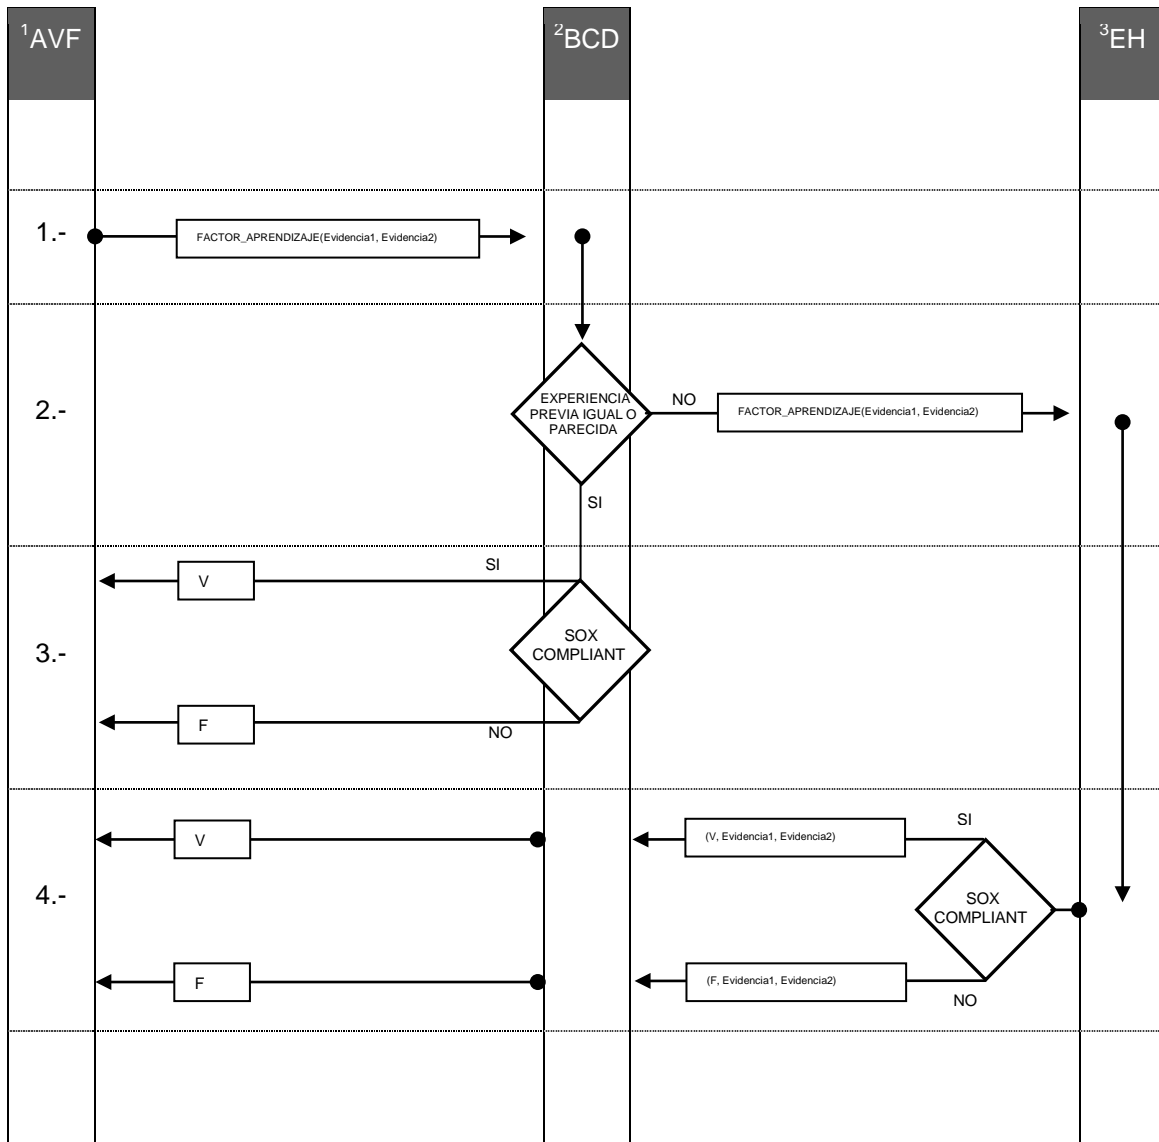 ¹AVF
²BCD
³EH
1.-
FACTOR_APRENDIZAJE(Evidencia1, Evidencia2)
2.-
EXPERIENCIA
PREVIA IGUAL O
PARECIDA
NO
FACTOR_APRENDIZAJE(Evidencia1, Evidencia2)
SI
SI
V
3.-
SOX
COMPLIANT
F
NO
V
(V, Evidencia1, Evidencia2)
SI
4.-
SOX
COMPLIANT
F
(F, Evidencia1, Evidencia2)
NO